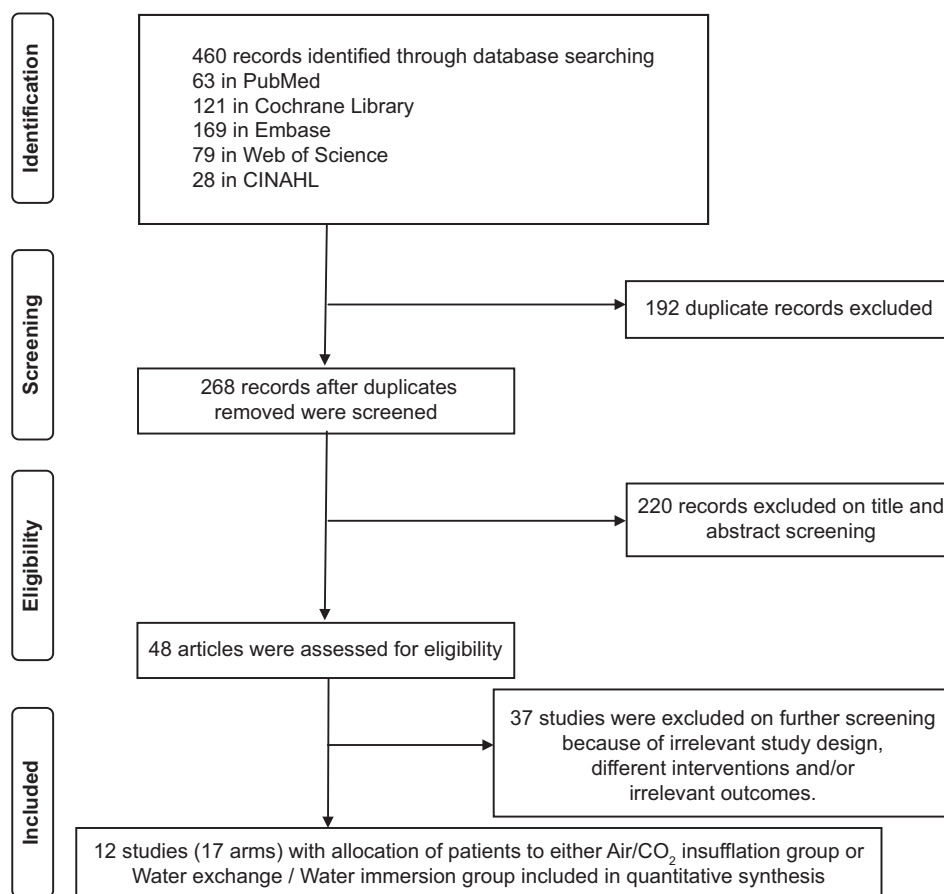 Identification
460 records identified through database searching
63 in PubMed
121 in Cochrane Library
169 in Embase
79 in Web of Science
28 in CINAHL
Screening
192 duplicate records excluded
268 records after duplicates
removed were screened
Eligibility
220 records excluded on title and
abstract screening
48 articles were assessed for eligibility
Included
37 studies were excluded on further screening
because of irrelevant study design,
different interventions and/or
irrelevant outcomes.
12 studies (17 arms) with allocation of patients to either Air/CO₂ insufflation group or
Water exchange / Water immersion group included in quantitative synthesis